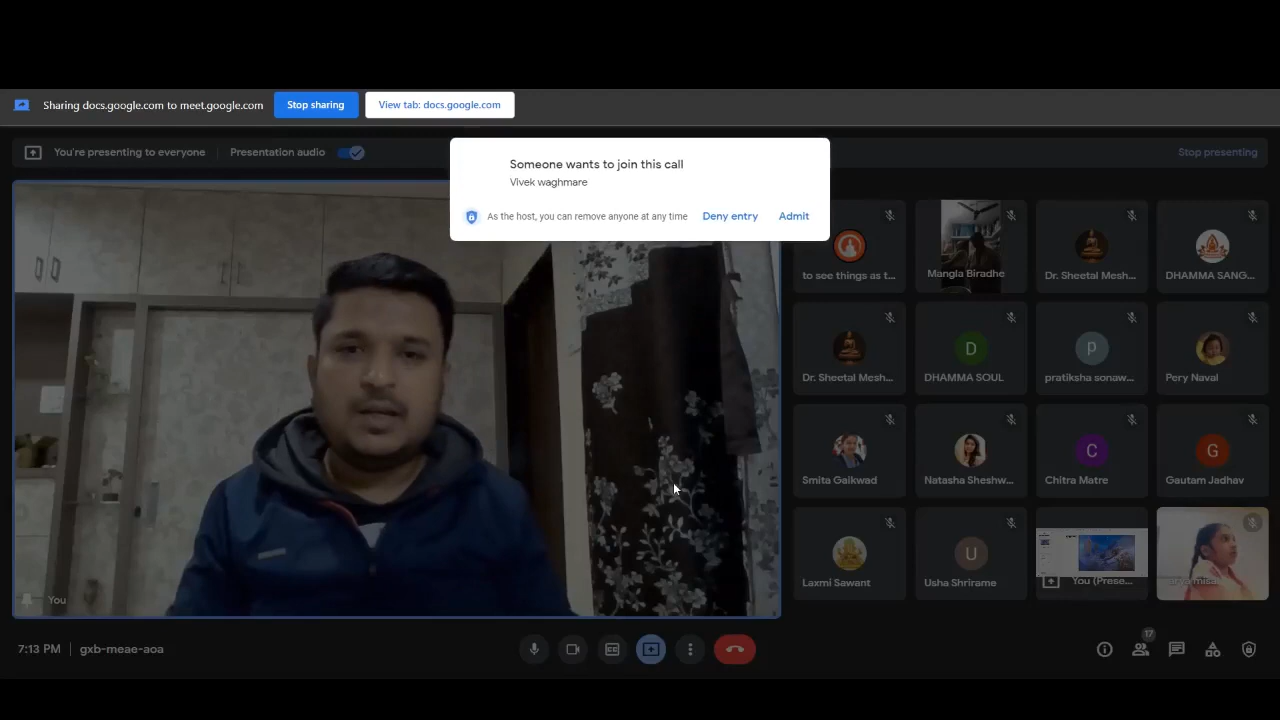 Sharing docs.google.com to meet.google.com
Stop sharing
View tab: docs.google.com
You're presenting to everyone
Presentation audio
Stop presenting
Someone wants to join this call
Vivek waghmare
As the host, you can remove anyone at any time
Deny entry
Admit
to see things as t...
Mangla Biradhe
Dr. Sheetal Mesh...
DHAMMA SANG...
Dr. Sheetal Mesh...
D
DHAMMA SOUL
p
pratiksha sonaw...
Pery Naval
Smita Gaikwad
Natasha Sheshw...
C
Chitra Matre
G
Gautam Jadhav
Laxmi Sawant
U
Usha Shrirame
You (Prese...
arya misal
You
7:13 PM
gxb-meae-aoa
CC
17